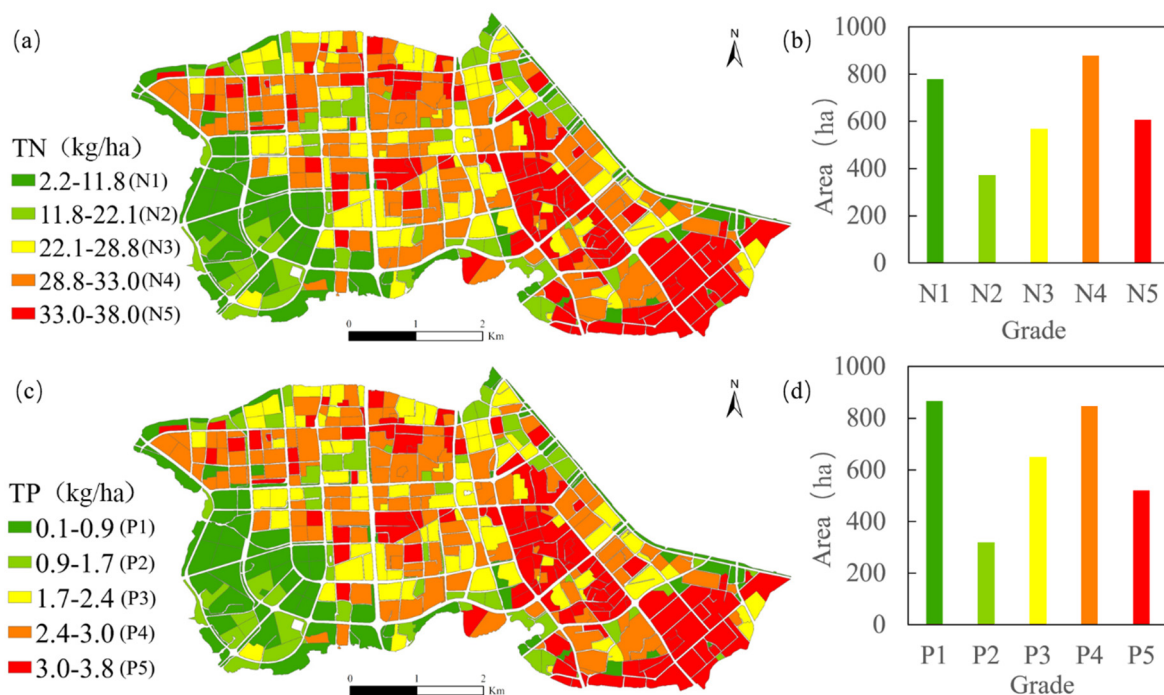 (a)
N
TN (kg/ha)
2.2-11.8 (N1)
11.8-22.1 (N2)
22.1-28.8 (N3)
28.8-33.0 (N4)
33.0-38.0 (N5)
0 1 2
Km
(b)
1000
800
600
400
200
0
Area (ha)
N1 N2 N3 N4 N5
Grade
(c)
N
TP (kg/ha)
0.1-0.9 (P1)
0.9-1.7 (P2)
1.7-2.4 (P3)
2.4-3.0 (P4)
3.0-3.8 (P5)
0 1 2
Km
(d)
1000
800
600
400
200
0
Area (ha)
P1 P2 P3 P4 P5
Grade